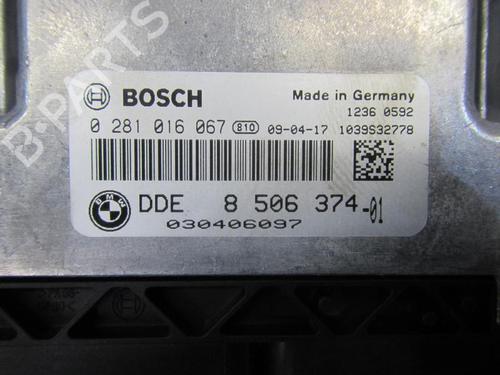 BOSCH
Made in Germany
1236 0592
0 281 016 067 810 09-04-17 1039S32778
BMW
DDE 8 506 374-01
030406097
B-PARTS